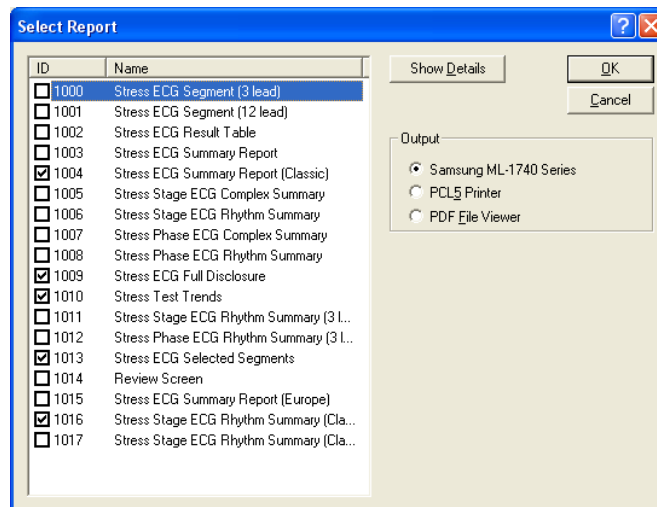 Select Report
ID Name
1000 Stress ECG Segment (3 lead)
1001 Stress ECG Segment (12 lead)
1002 Stress ECG Result Table
1003 Stress ECG Summary Report
1004 Stress ECG Summary Report (Classic)
1005 Stress Stage ECG Complex Summary
1006 Stress Stage ECG Rhythm Summary
1007 Stress Phase ECG Complex Summary
1008 Stress Phase ECG Rhythm Summary
1009 Stress ECG Full Disclosure
1010 Stress Test Trends
1011 Stress Stage ECG Rhythm Summary (3 l...
1012 Stress Phase ECG Rhythm Summary (3 l...
1013 Stress ECG Selected Segments
1014 Review Screen
1015 Stress ECG Summary Report (Europe)
1016 Stress Stage ECG Rhythm Summary (Cla...
1017 Stress Stage ECG Rhythm Summary (Cla...
Show Details
OK
Cancel
Output
Samsung ML-1740 Series
PCL5 Printer
PDF File Viewer